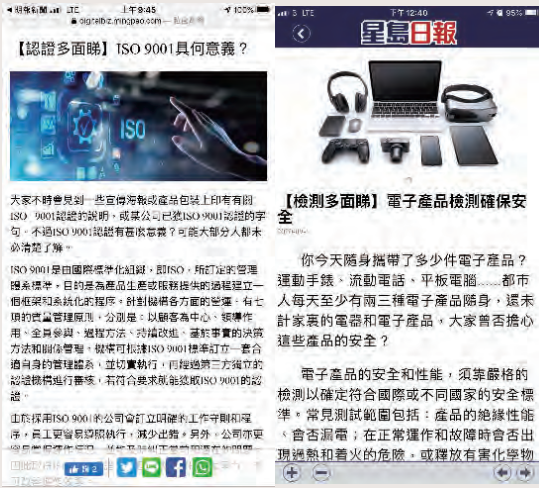 明報新聞 LTE 上午9:45 100%
digitalbiz.mingpao.com
【認證多面睇】ISO 9001具何意義？
ISO
大家不時會見到一些宣傳海報或產品包裝上印有有關
ISO 9001認證的說明，或某公司已獲ISO 9001認證的字
句。不過ISO 9001認證有甚麼意義？可能大部分人都未
必清楚了解。
ISO 9001是由國際標準化組織，即ISO，所訂定的管理
體系標準，目的是為產品生產或服務提供的過程建立一
個框架和系統化的程序。針對機構各方面的營運，有七
項的質量管理原則，分別是：以顧客為中心、領導作
用、全員參與、過程方法、持續改進、基於事實的決策
方法和關係管理。機構可根據ISO 9001標準訂立一套合
適自身的管理體系，並切實執行，再經過第三方獨立的
認證機構進行審核，若符合要求就能獲取ISO 9001的認
證。
由於採用ISO 9001的公司會訂立明確的工作守則和程
序，員工更容易遵照執行，減少出錯。另外，公司亦更
讚 2
3 LTE 下午12:40 95%
星島日報
【檢測多面睇】電子產品檢測確保安
全
你今天隨身攜帶了多少件電子產品？
運動手錶、流動電話、平板電腦......都市
人每天至少有兩三種電子產品隨身，還未
計家裏的電器和電子產品，大家曾否擔心
這些產品的安全？
電子產品的安全和性能，須靠嚴格的
檢測以確定符合國際或不同國家的安全標
準。常見測試範圍包括：產品的絶緣性能
、會否漏電；在正常運作和故障時會否出
現過熱和着火的危險，或釋放有害化學物